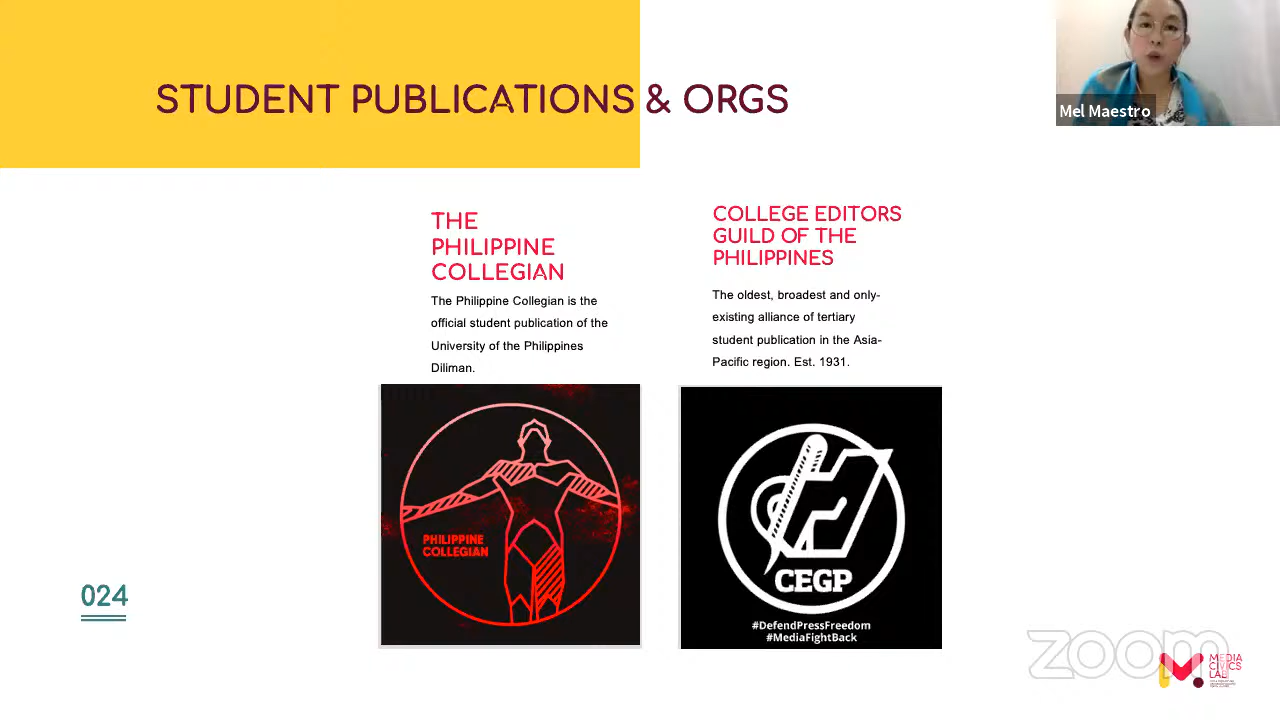 STUDENT PUBLICATIONS & ORGS
Mel Maestro
THE
PHILIPPINE
COLLEGIAN
The Philippine Collegian is the
official student publication of the
University of the Philippines
Diliman.
PHILIPPINE
COLLEGIAN
COLLEGE EDITORS
GUILD OF THE
PHILIPPINES
The oldest, broadest and only-
existing alliance of tertiary
student publication in the Asia-
Pacific region. Est. 1931.
CEGP
#DefendPressFreedom
#MediaFightBack
024
zoom
MEDIA
CIVICS
LAB